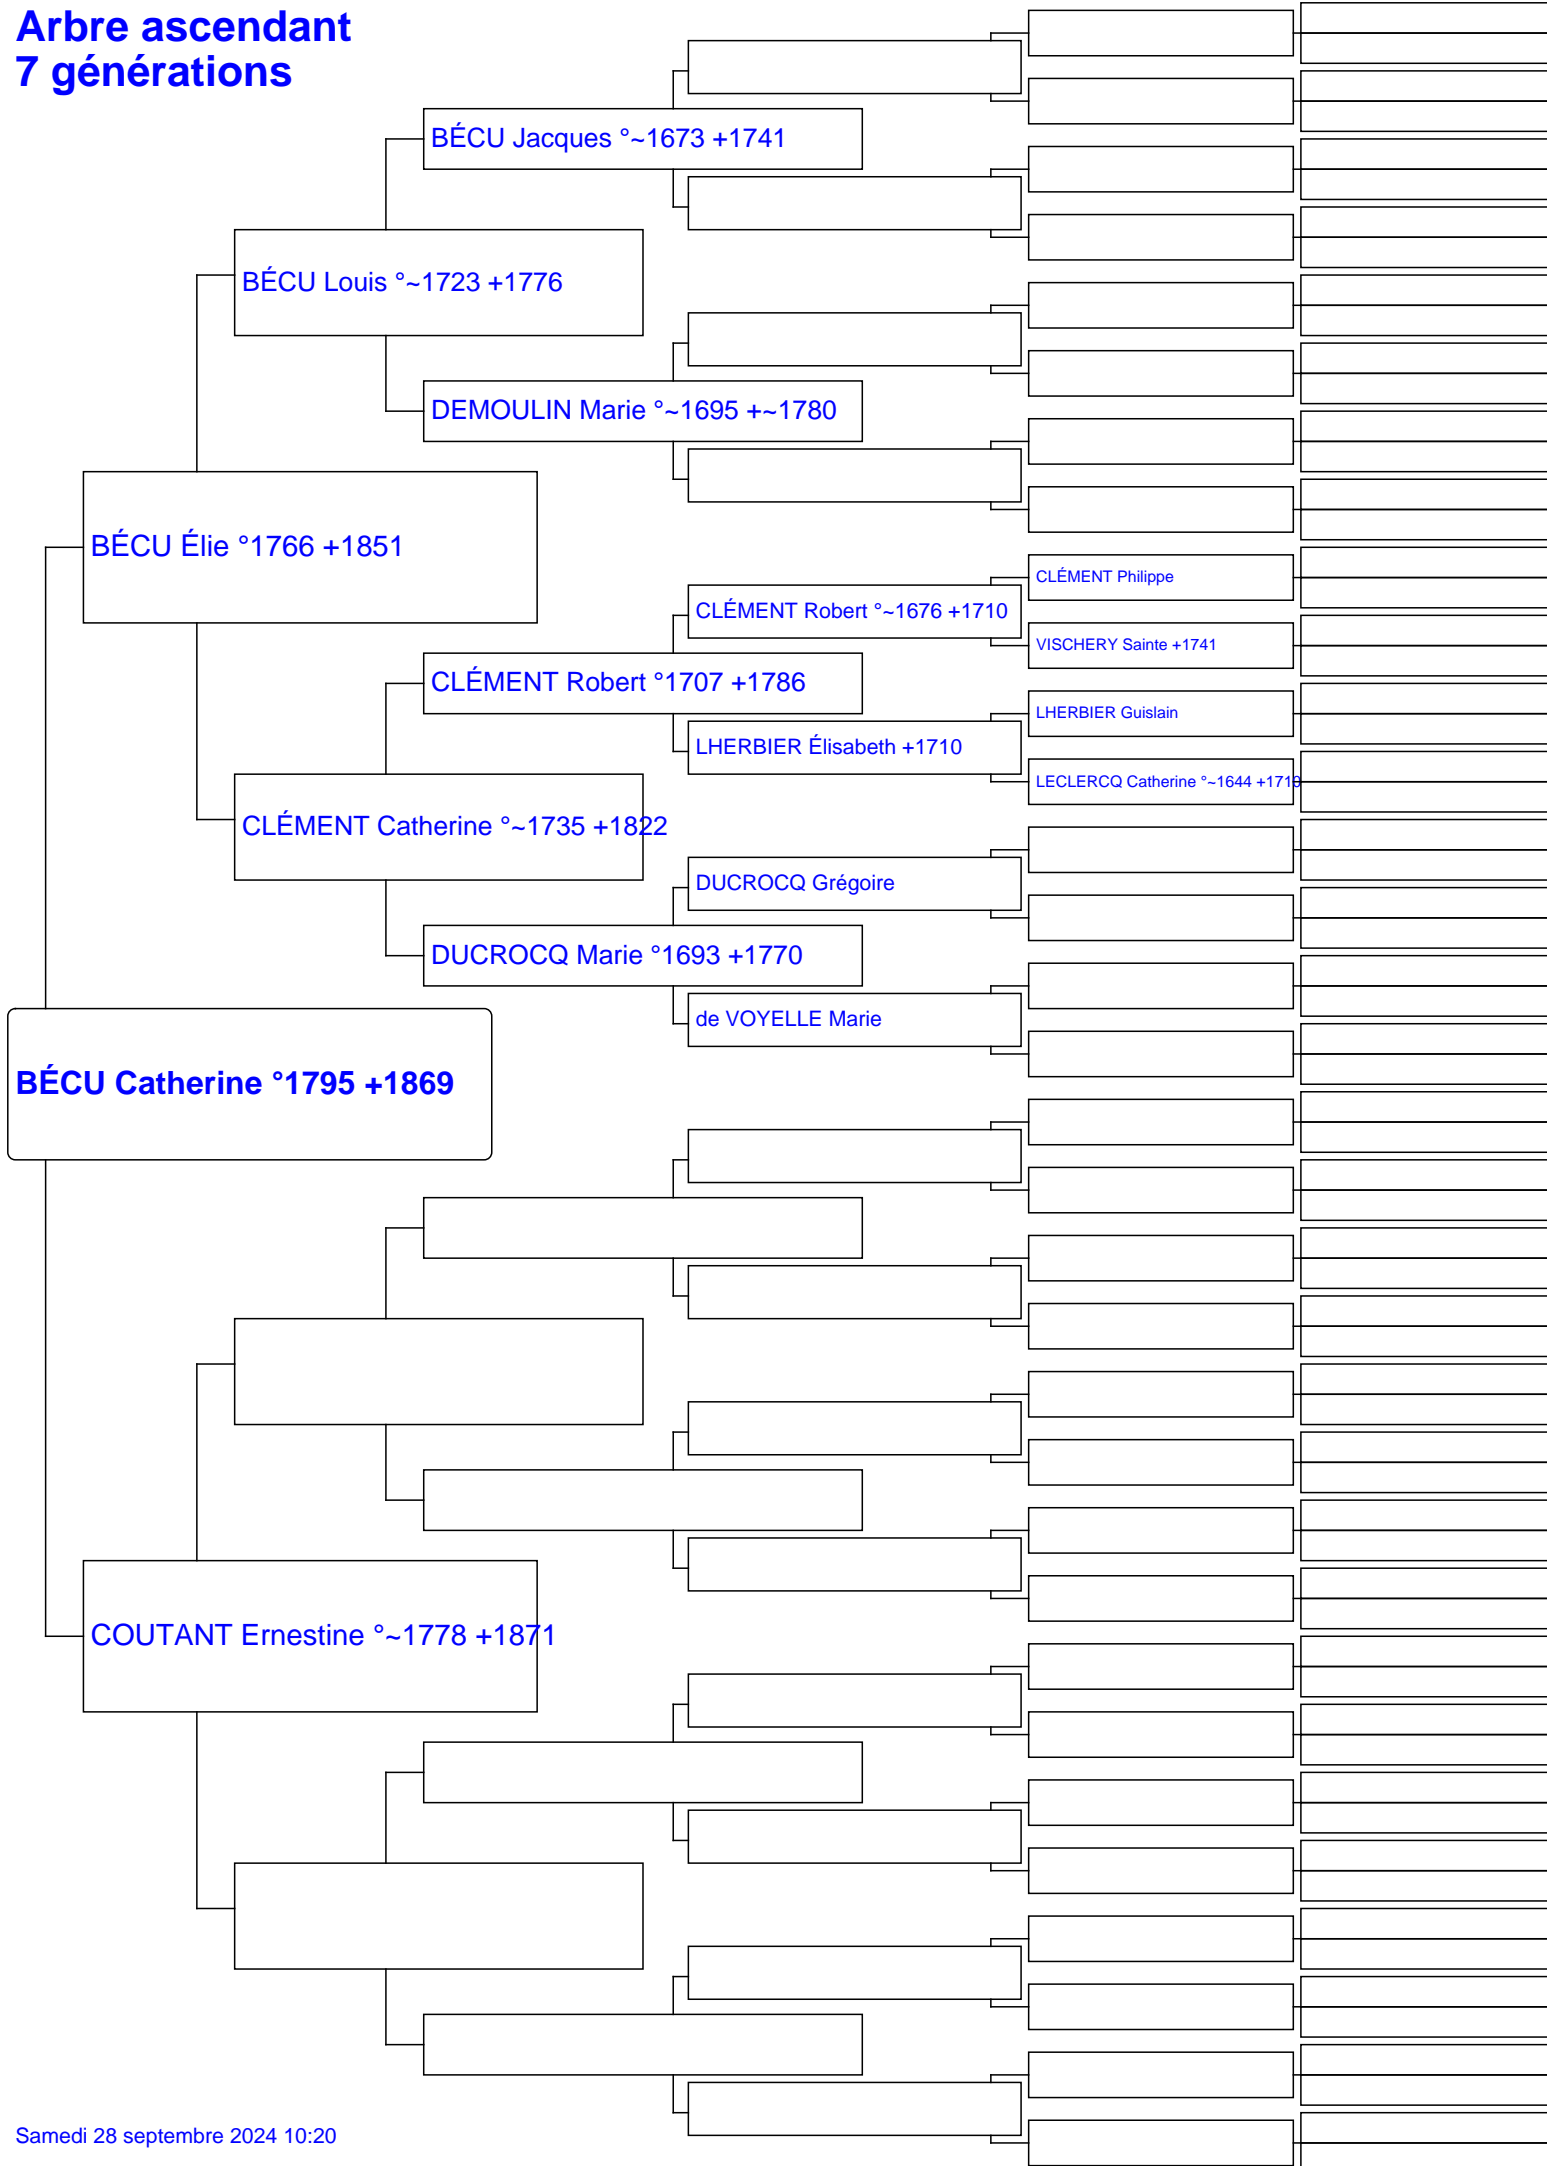 Arbre ascendant
7 générations
BÉCU Jacques °~1673 +1741
BÉCU Louis °~1723 +1776
DEMOULIN Marie °~1695 +~1780
BÉCU Élie °1766 +1851
CLÉMENT Philippe
CLÉMENT Robert °~1676 +1710
VISCHERY Sainte +1741
CLÉMENT Robert °1707 +1786
LHERBIER Guislain
LHERBIER Élisabeth +1710
LECLERCQ Catherine °~1644 +1710
CLÉMENT Catherine °~1735 +1822
DUCROCQ Grégoire
DUCROCQ Marie °1693 +1770
de VOYELLE Marie
BÉCU Catherine °1795 +1869
COUTANT Ernestine °~1778 +1871
Samedi 28 septembre 2024 10:20